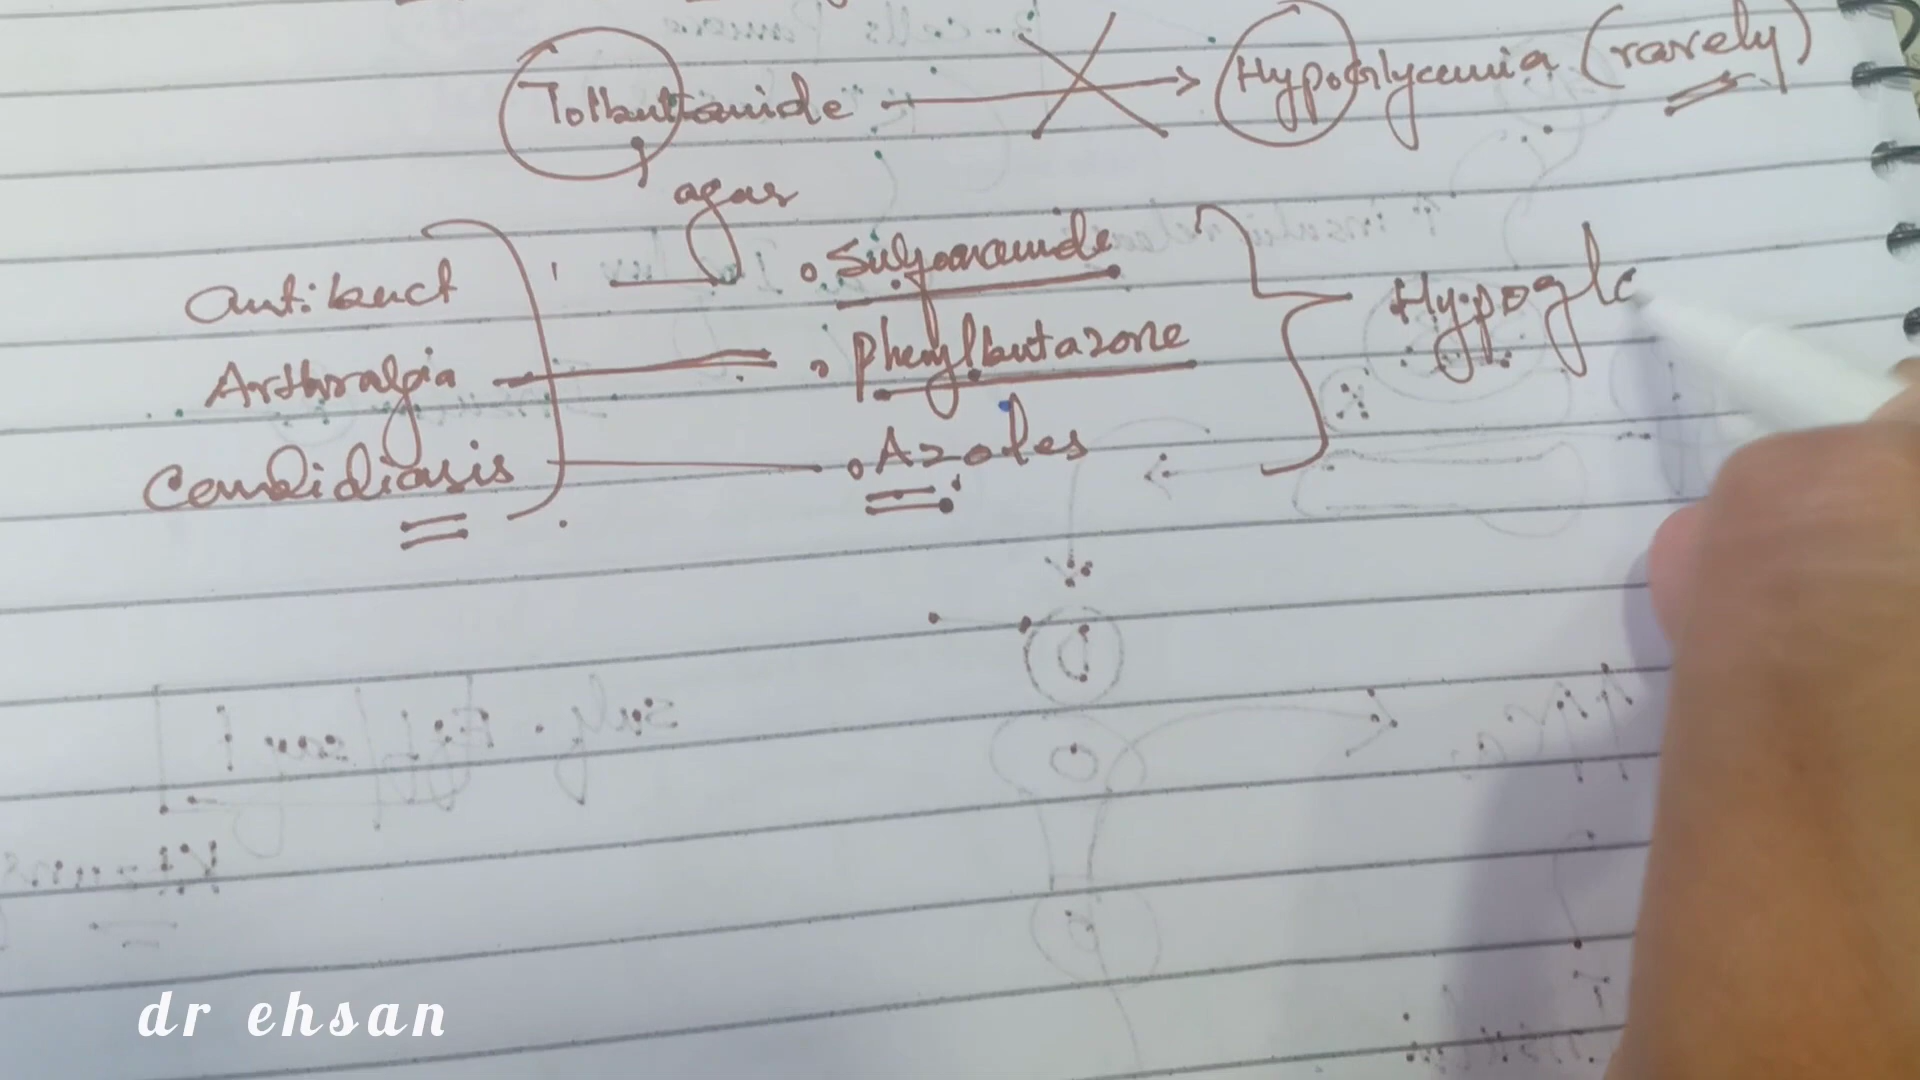 Tolbutamide → Hypoglycemia (rarely)
agar
Antibact Sulfonamide
Hypoglc
Arthralgia Phenylbutazone
Candidiasis Azoles
dr ehsan